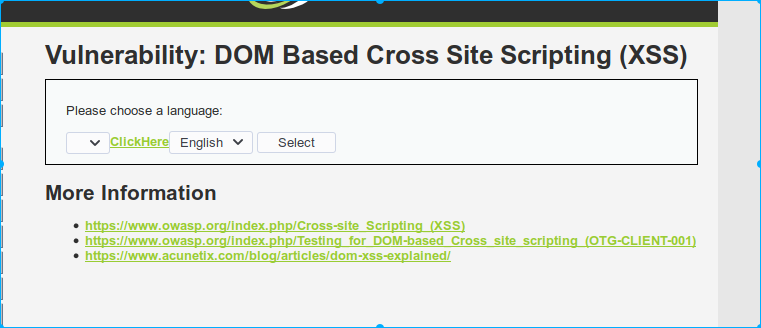 Vulnerability: DOM Based Cross Site Scripting (XSS)
Please choose a language:
ClickHere English Select
More Information
https://www.owasp.org/index.php/Cross-site_Scripting_(XSS)
https://www.owasp.org/index.php/Testing_for_DOM-based_Cross_site_scripting_(OTG-CLIENT-001)
https://www.acunetix.com/blog/articles/dom-xss-explained/